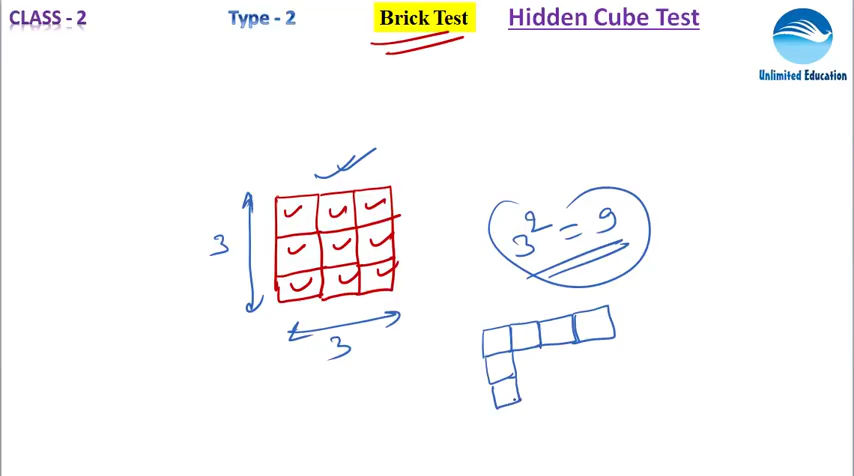 CLASS - 2
Type - 2
Brick Test
Hidden Cube Test
Unlimited Education
3
3
3² = 9